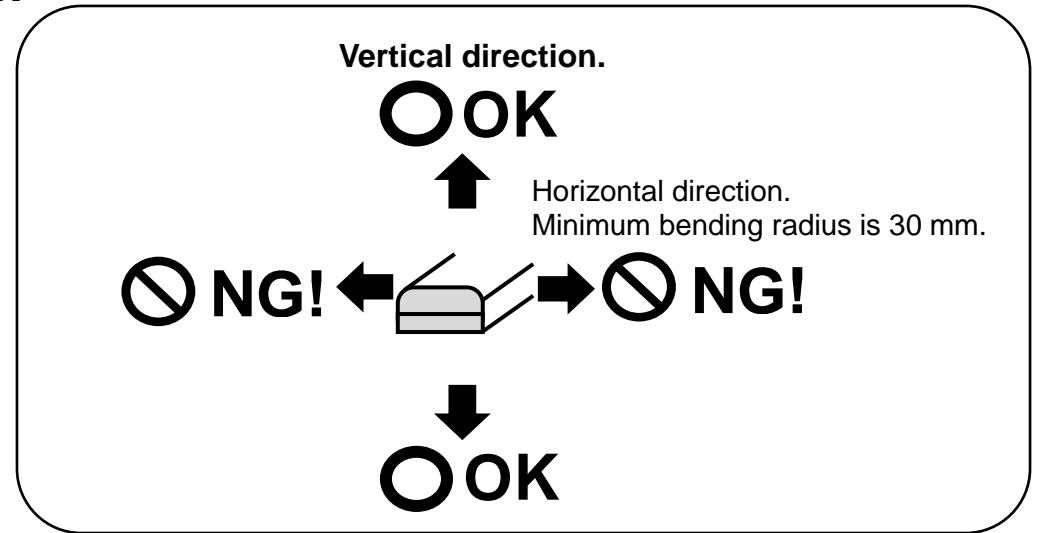 Vertical direction.
OK
Horizontal direction.
Minimum bending radius is 30 mm.
NG!
NG!
OK